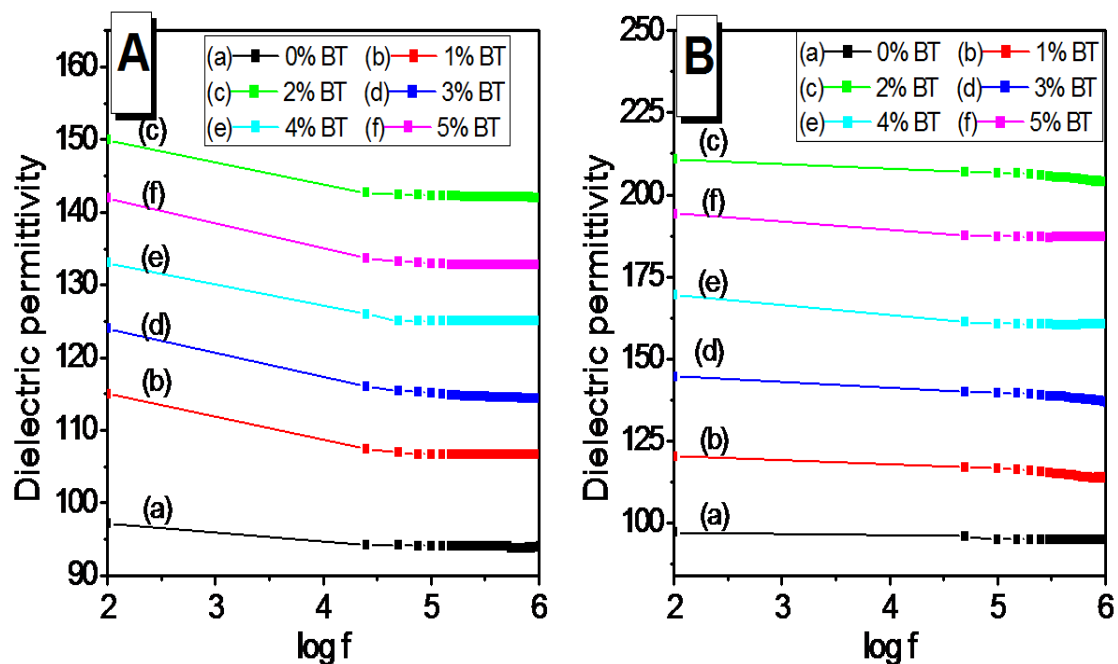 A
(a) 0% BT (b) 1% BT
(c) 2% BT (d) 3% BT
(e) 4% BT (f) 5% BT
160
150
140
130
120
110
100
90
Dielectric permittivity
(c)
(f)
(e)
(d)
(b)
(a)
2 3 4 5 6
log f
B
(a) 0% BT (b) 1% BT
(c) 2% BT (d) 3% BT
(e) 4% BT (f) 5% BT
250
225
200
175
150
125
100
Dielectric permittivity
(c)
(f)
(e)
(d)
(b)
(a)
2 3 4 5 6
log f